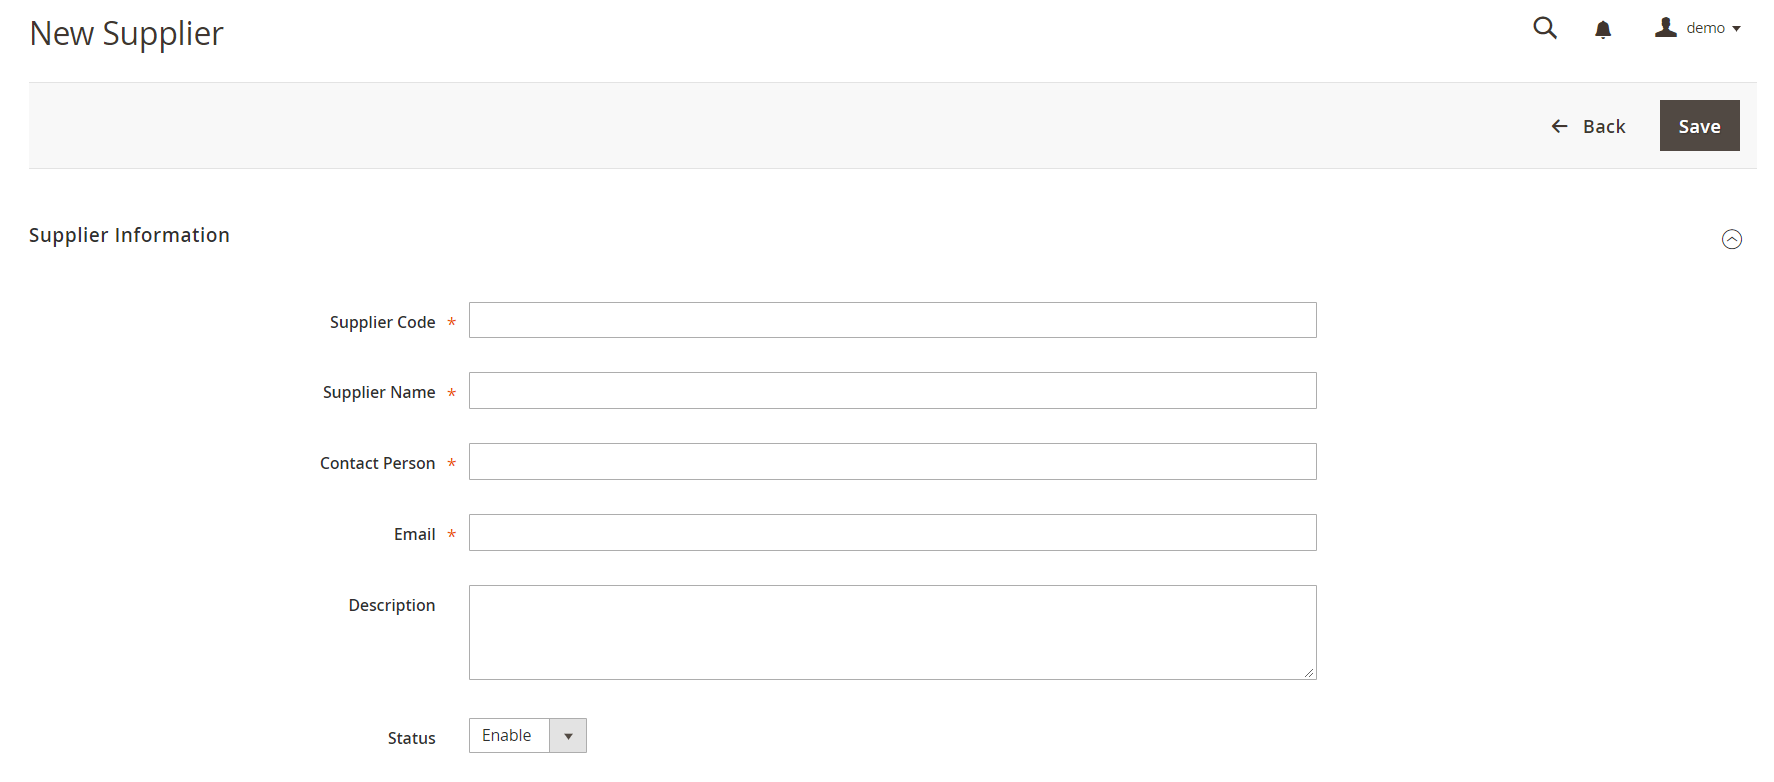 New Supplier
demo
Back
Save
Supplier Information
Supplier Code *
Supplier Name *
Contact Person *
Email *
Description
Status
Enable